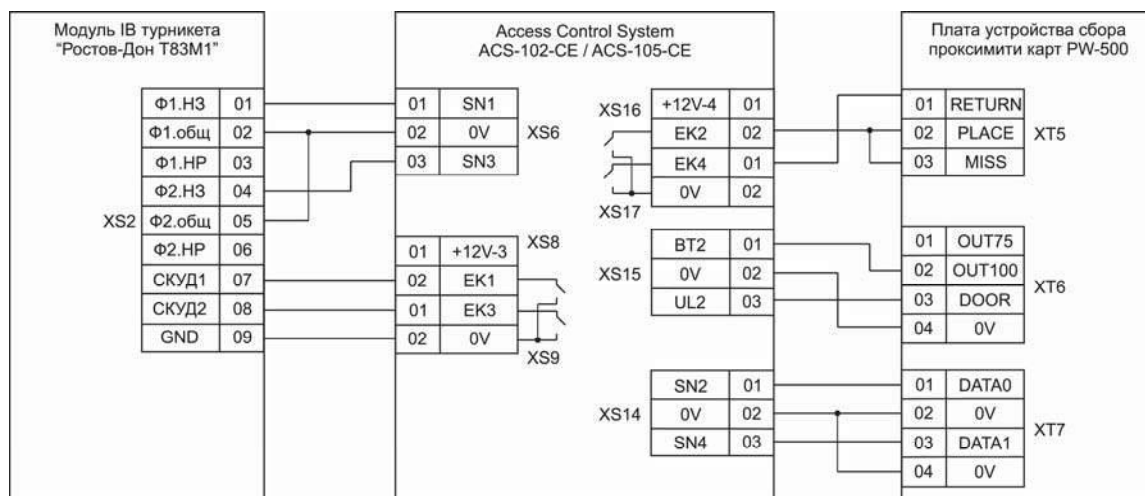 Модуль IB турникета
“Ростов-Дон Т83М1”
Access Control System
ACS-102-CE / ACS-105-CE
Плата устройства сбора
проксимити карт PW-500
XS2
Ф1.НЗ 01
Ф1.общ 02
Ф1.НР 03
Ф2.НЗ 04
Ф2.общ 05
Ф2.НР 06
СКУД1 07
СКУД2 08
GND 09
XS6
01 SN1
02 0V
03 SN3
XS8
01 +12V-3
02 EK1
01 EK3
02 0V
XS9
XS16
+12V-4 01
EK2 02
EK4 01
0V 02
XS17
XS15
BT2 01
0V 02
UL2 03
XS14
SN2 01
0V 02
SN4 03
01 RETURN
02 PLACE
03 MISS
XT5
01 OUT75
02 OUT100
03 DOOR
04 0V
XT6
01 DATA0
02 0V
03 DATA1
04 0V
XT7